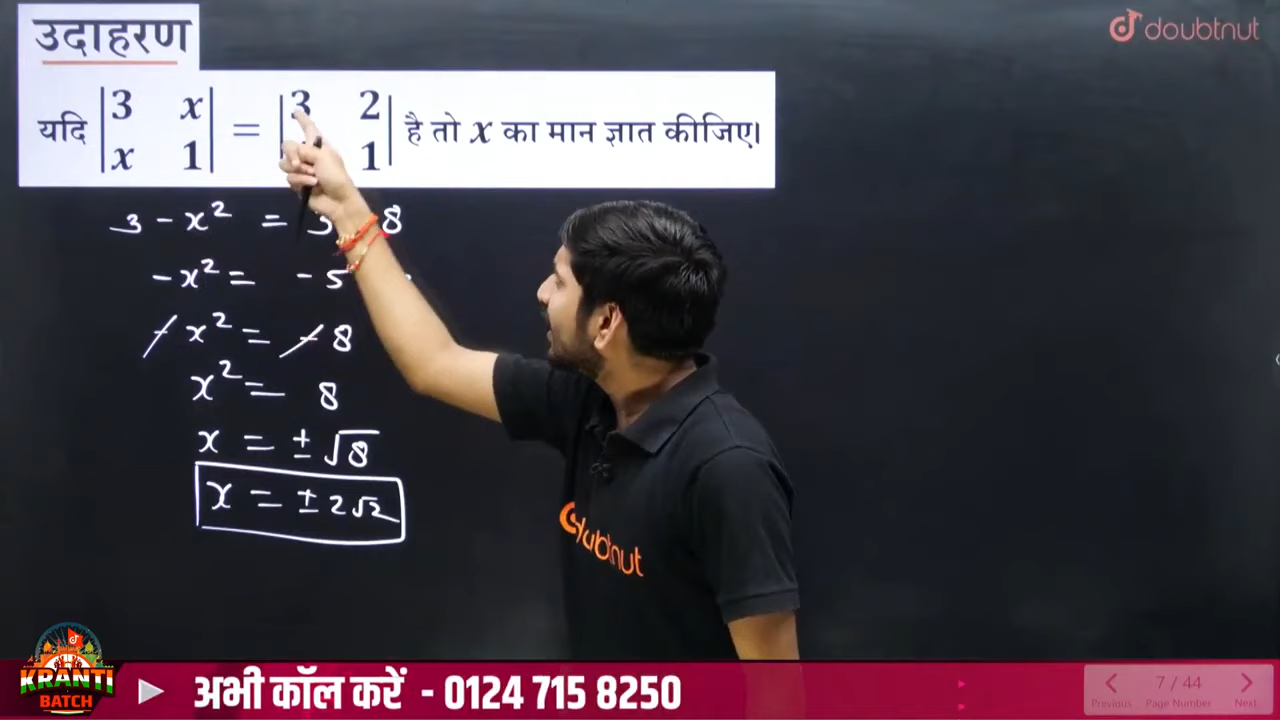 उदाहरण
doubtnut
यदि |3 x| = |3 2| है तो x का मान ज्ञात कीजिए।
|x 1| | 1|
3 - x² = 3 8
-x² = -5
-x² = -8
x² = 8
x = ±√8
x = ±2√2
doubtnut
KRANTI
BATCH
अभी कॉल करें - 0124 715 8250
7 / 44
Previous Page Number Next